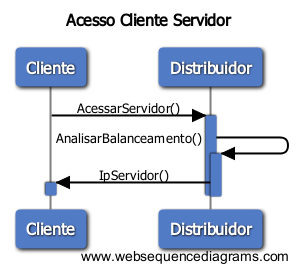 Acesso Cliente Servidor
Cliente
Distribuidor
AcessarServidor()
AnalisarBalanceamento()
IpServidor()
Cliente
Distribuidor
www.websequencediagrams.com